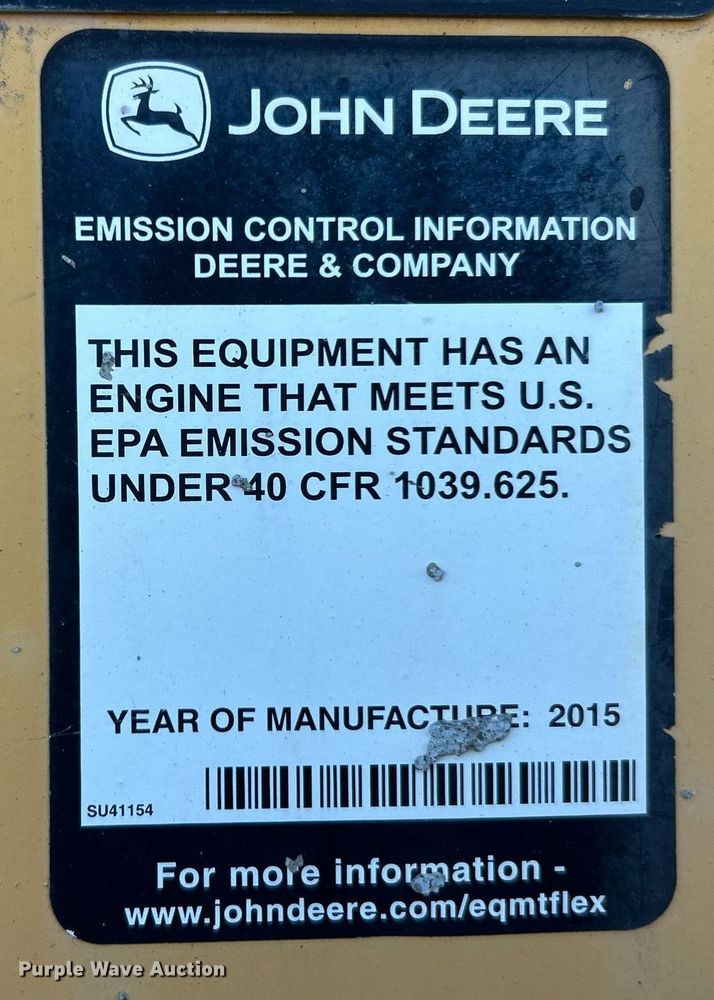 JOHN DEERE
EMISSION CONTROL INFORMATION
DEERE & COMPANY
THIS EQUIPMENT HAS AN
ENGINE THAT MEETS U.S.
EPA EMISSION STANDARDS
UNDER 40 CFR 1039.625.
YEAR OF MANUFACTURE: 2015
SU41154
For more information -
www.johndeere.com/eqmtflex
Purple Wave Auction